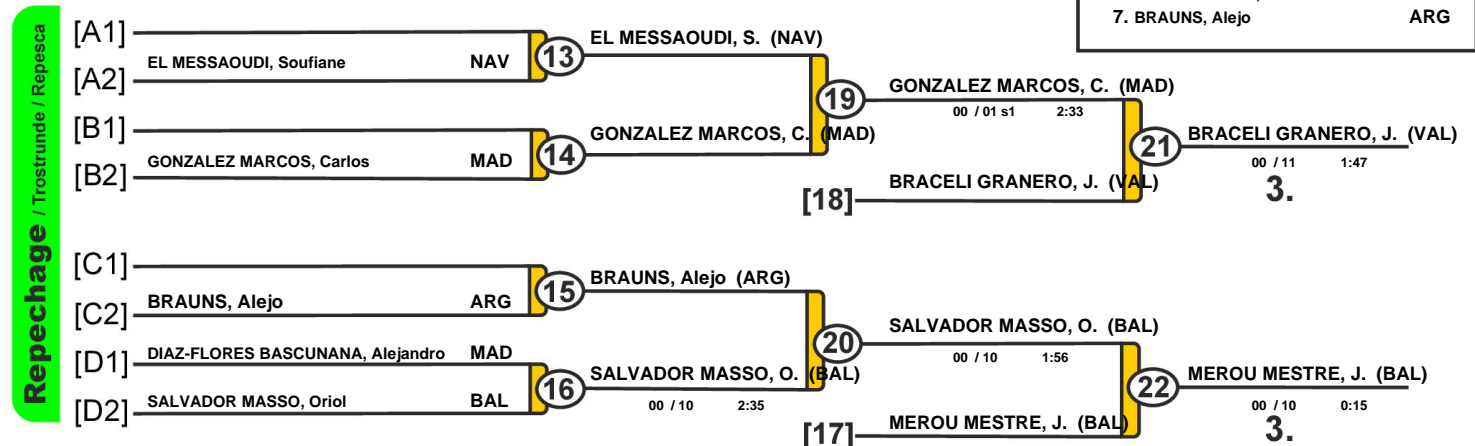 7. BRAUNS, Alejo ARG
Repechage / Trostrunde / Repesca
[A1]
EL MESSAOUDI, Soufiane NAV
[A2]
13
EL MESSAOUDI, S. (NAV)
[B1]
GONZALEZ MARCOS, Carlos MAD
[B2]
14
GONZALEZ MARCOS, C. (MAD)
19
GONZALEZ MARCOS, C. (MAD)
00 / 01 s1 2:33
[18]
BRACELI GRANERO, J. (VAL)
21
BRACELI GRANERO, J. (VAL)
00 / 11 1:47
3.
[C1]
BRAUNS, Alejo ARG
[C2]
15
BRAUNS, Alejo (ARG)
[D1]
DIAZ-FLORES BASCUNANA, Alejandro MAD
SALVADOR MASSO, Oriol BAL
[D2]
16
SALVADOR MASSO, O. (BAL)
00 / 10 2:35
20
SALVADOR MASSO, O. (BAL)
00 / 10 1:56
[17]
MEROU MESTRE, J. (BAL)
22
MEROU MESTRE, J. (BAL)
00 / 10 0:15
3.